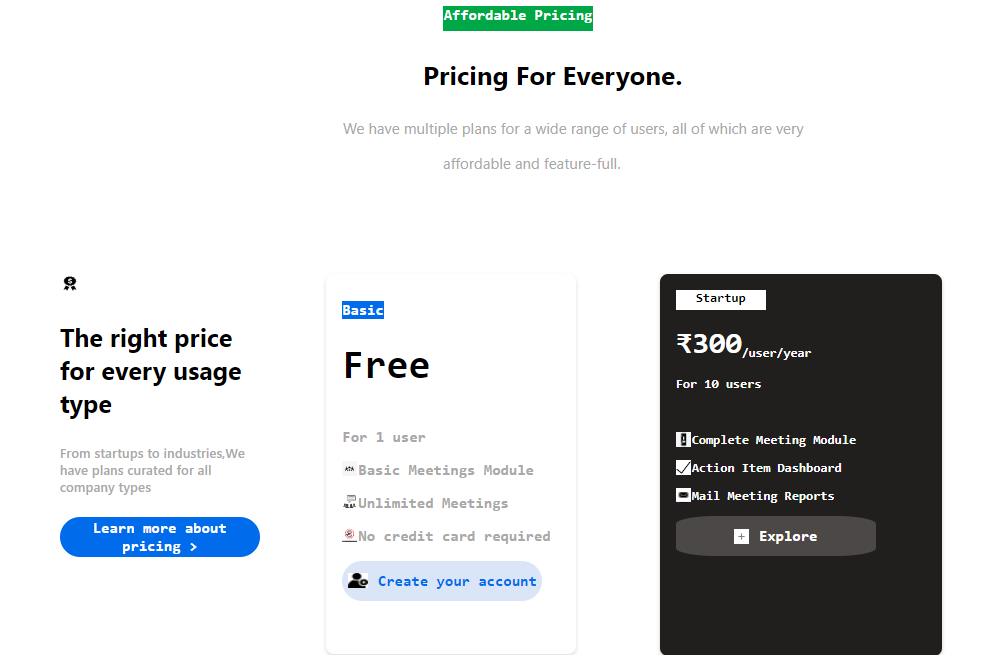 Affordable Pricing
Pricing For Everyone.
We have multiple plans for a wide range of users, all of which are very
affordable and feature-full.
The right price
for every usage
type
From startups to industries,We
have plans curated for all
company types
Learn more about
pricing >
Basic
Free
For 1 user
Basic Meetings Module
Unlimited Meetings
No credit card required
Create your account
Startup
₹300/user/year
For 10 users
Complete Meeting Module
Action Item Dashboard
Mail Meeting Reports
+ Explore